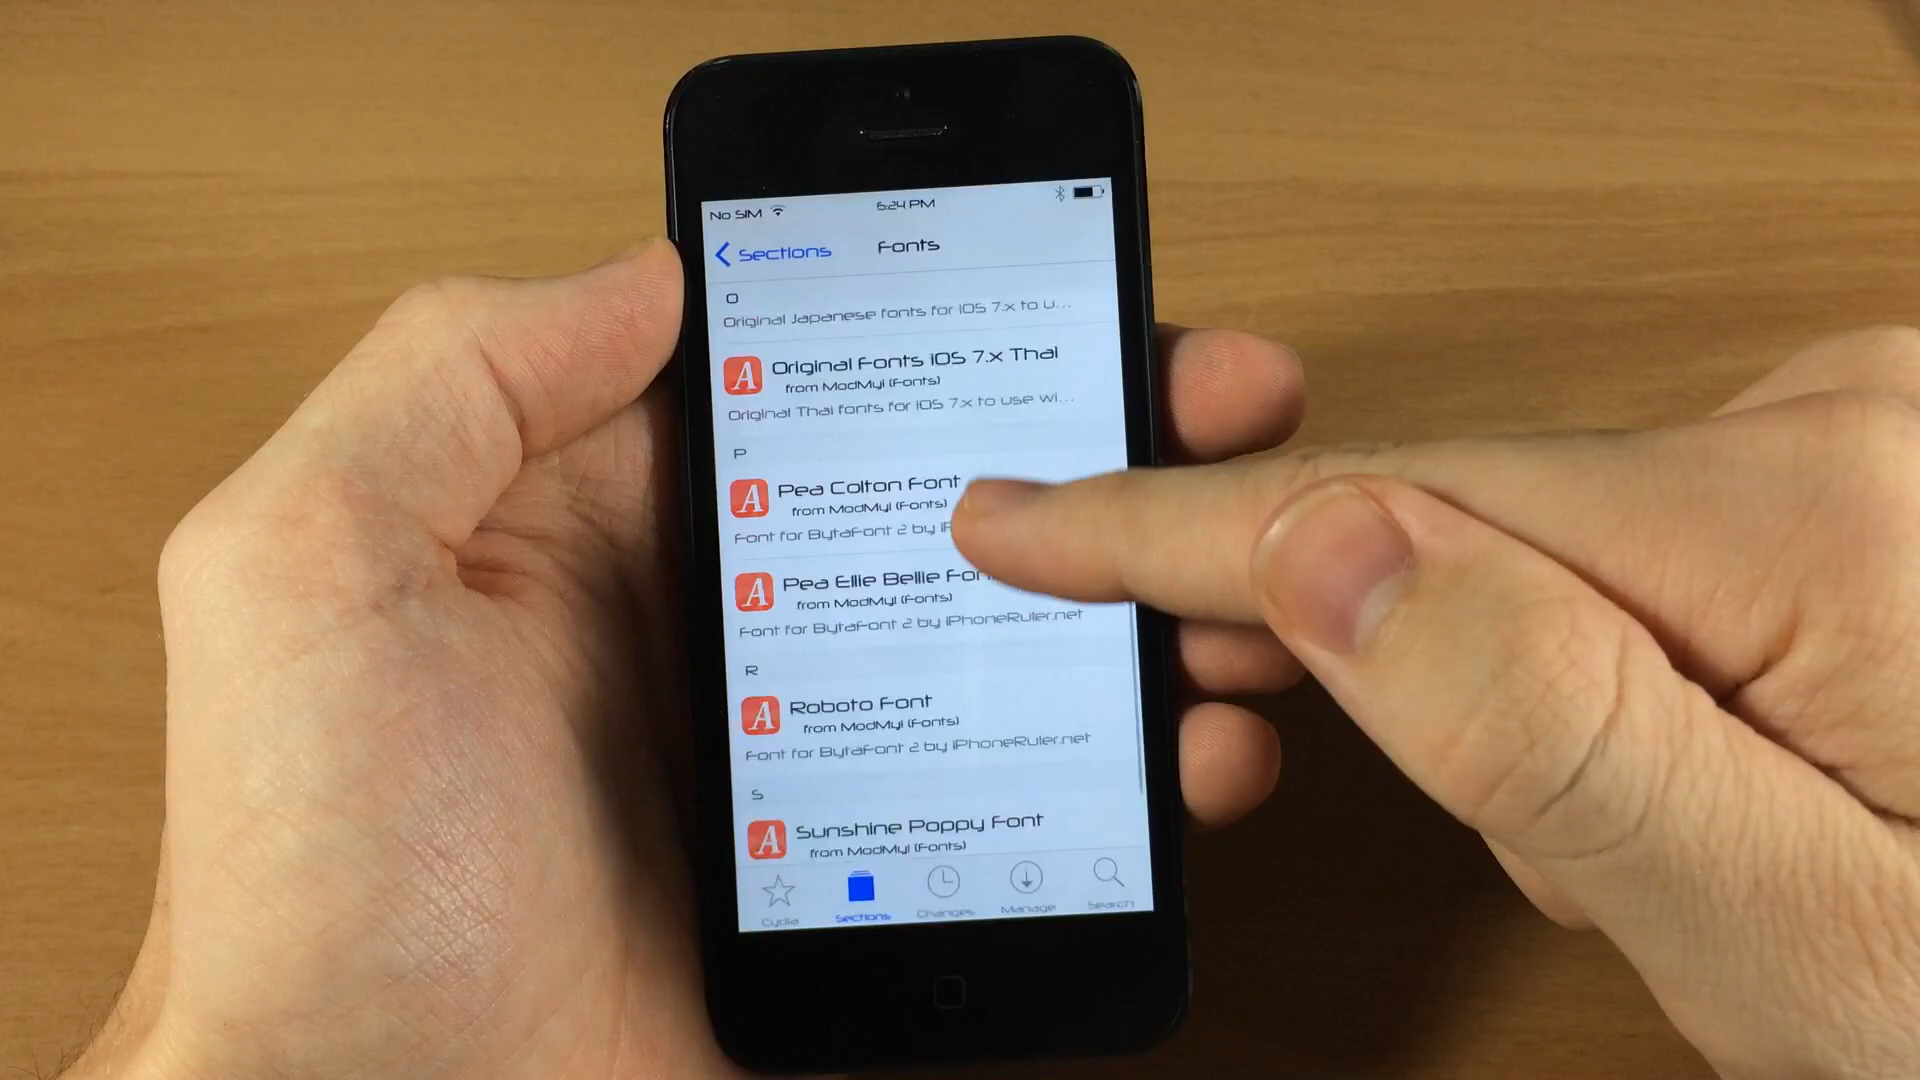 No SIM 6:24 PM
Sections Fonts
O
Original Japanese fonts for iOS 7.x to u...
A Original Fonts iOS 7.x Thai
from ModMyi (Fonts)
Original Thai fonts for iOS 7.x to use wi...
P
A Pea Colton Font
from ModMyi (Fonts)
Font for BytaFont 2 by iP
A Pea Ellie Bellie Fon
from ModMyi (Fonts)
Font for BytaFont 2 by iPhoneRuler.net
R
A Roboto Font
from ModMyi (Fonts)
Font for BytaFont 2 by iPhoneRuler.net
S
A Sunshine Poppy Font
from ModMyi (Fonts)
Cydia Sections Changes Manage Search